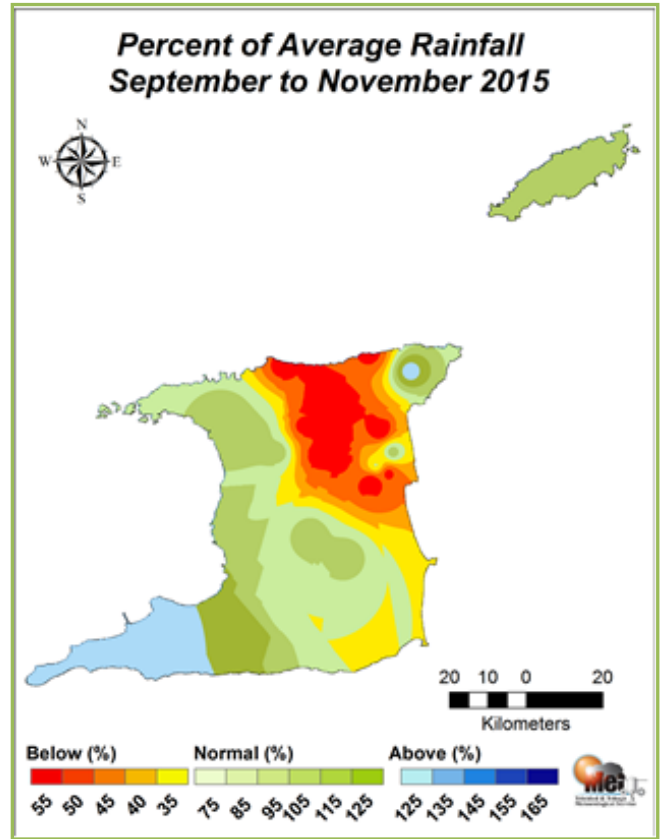 Percent of Average Rainfall
September to November 2015
N
W E
S
20 10 0 20
Kilometers
Below (%) Normal (%) Above (%)
55 50 45 40 35 75 85 95 105 115 125 125 135 145 155 165
Met